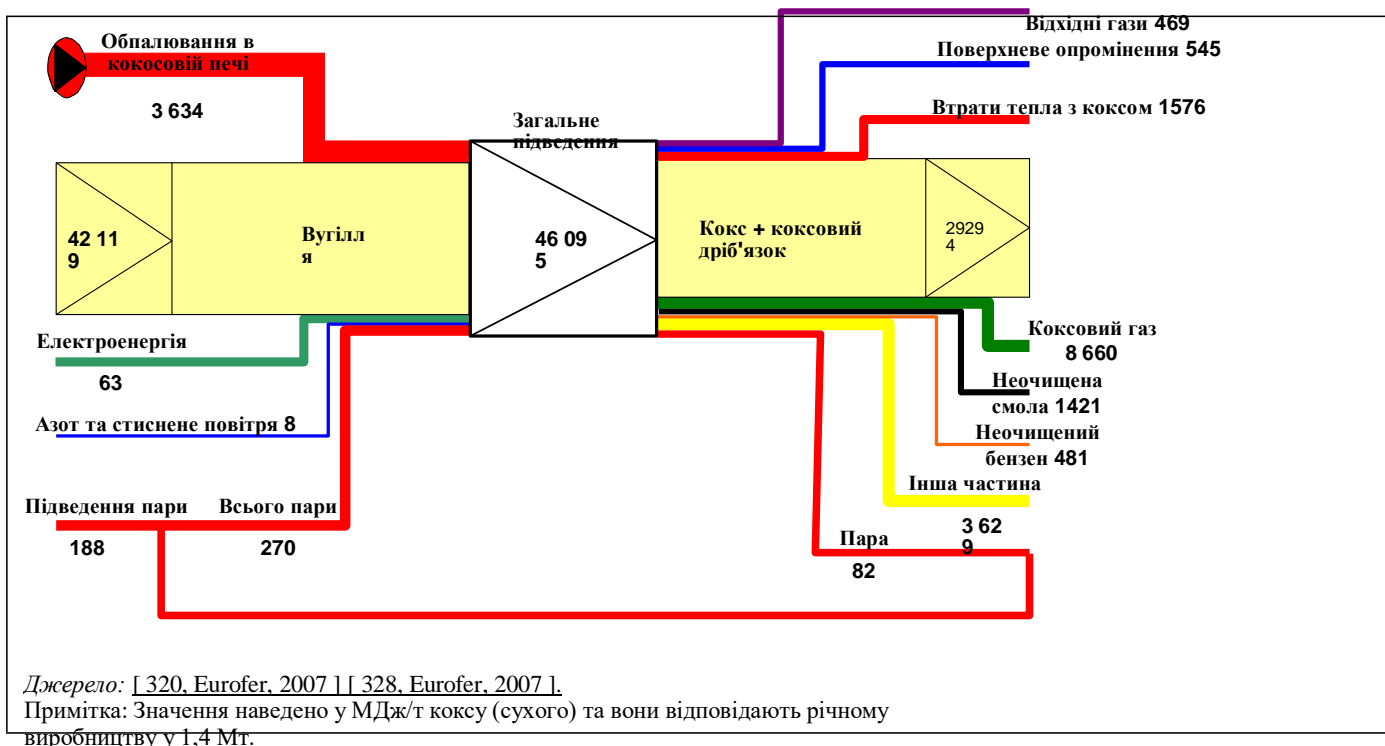 Відхідні гази 469
Обпалювання в
кокосовій печі
Поверхневе опромінення 545
3 634
Втрати тепла з коксом 1576
Загальне
підведення
42 11
9
Вугілл
я
46 09
5
Кокс + коксовий
дріб'язок
2929
4
Електроенергія
63
Коксовий газ
8 660
Неочищена
смола 1421
Азот та стиснене повітря 8
Неочищений
бензен 481
Інша частина
3 62
9
Підведення пари
188
Всього пари
270
Пара
82
Джерело: [ 320, Eurofer, 2007 ] [ 328, Eurofer, 2007 ].
Примітка: Значення наведено у МДж/т коксу (сухого) та вони відповідають річному
виробництву у 1,4 Мт.